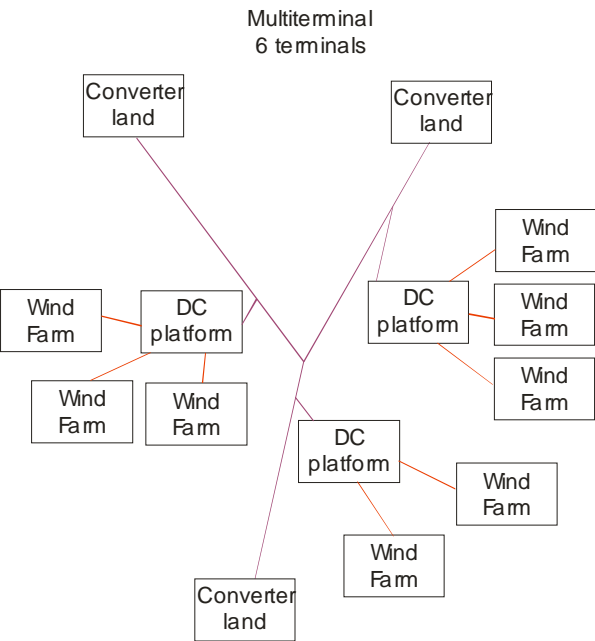 Multiterminal
6 terminals
Converter
land
Converter
land
Wind
Farm
DC
platform
Wind
Farm
DC
platform
Wind
Farm
Wind
Farm
Wind
Farm
Wind
Farm
DC
platform
Wind
Farm
Wind
Farm
Converter
land